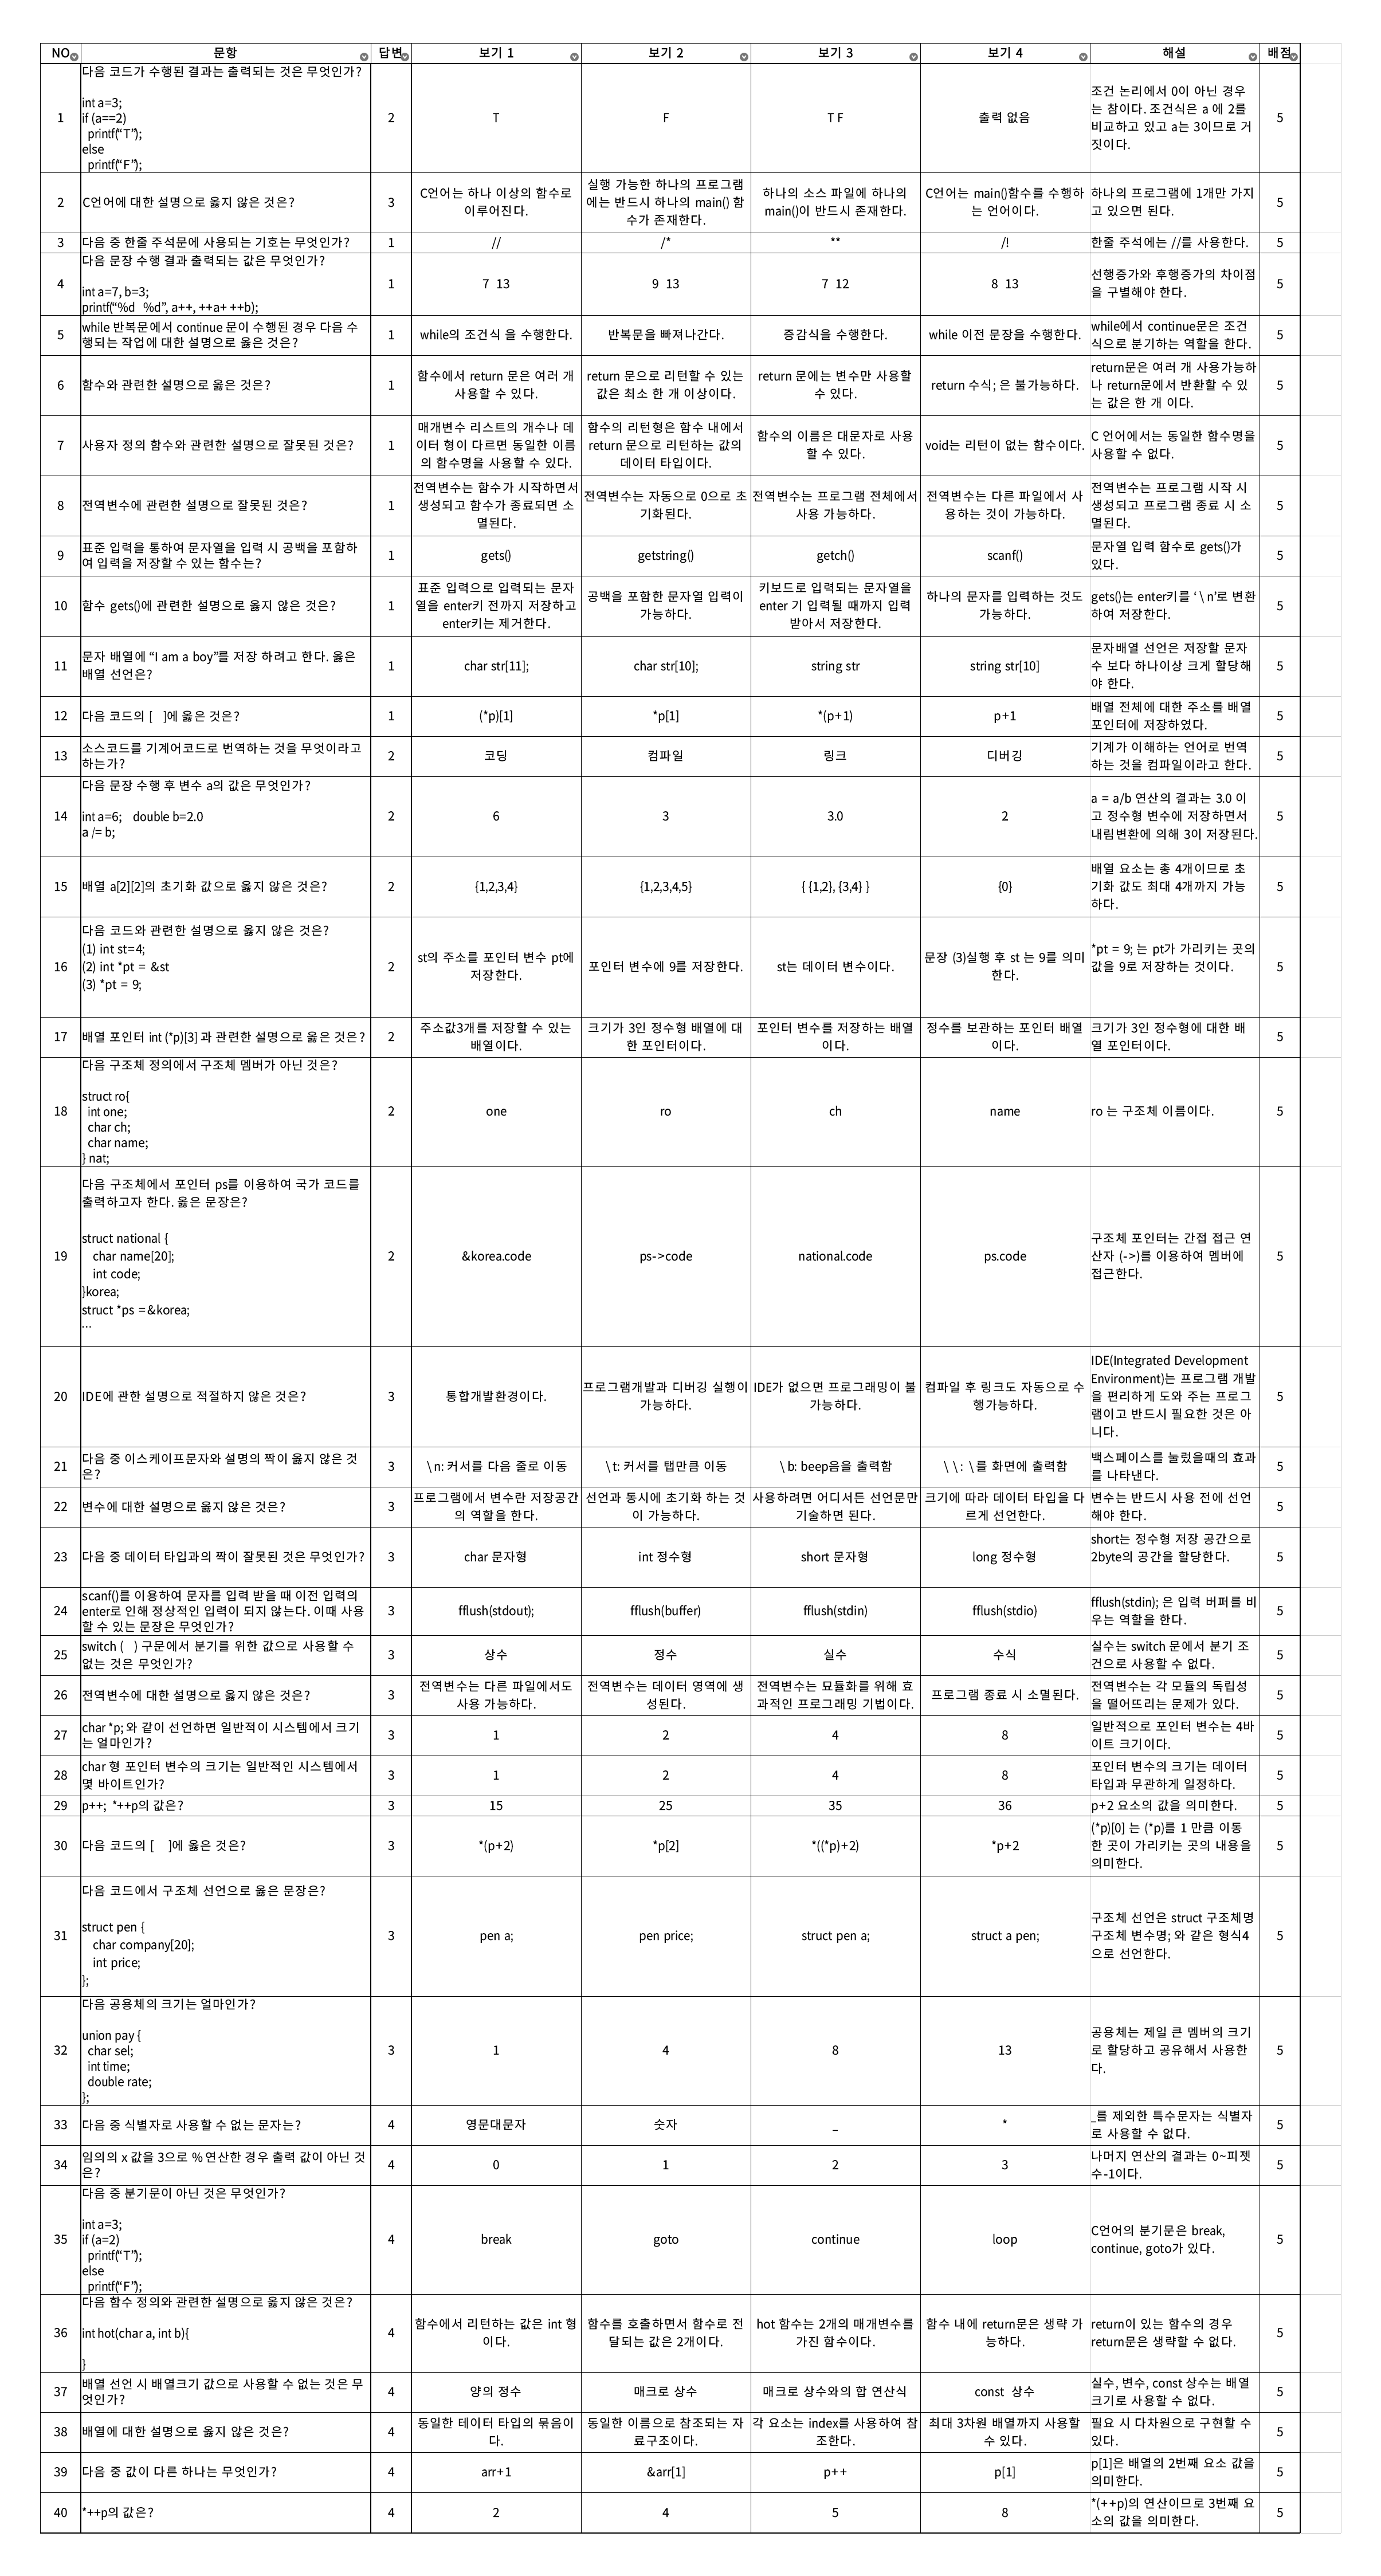 NO 문항 답변 보기 1 보기 2 보기 3 보기 4 해설 배점
1
다음 코드가 수행된 결과는 출력되는 것은 무엇인가?
int a=3;
if (a==2)
printf(“T”);
else
printf(“F”);
2
T
F
T F
출력 없음
조건 논리에서 0이 아닌 경우
는 참이다. 조건식은 a 에 2를
비교하고 있고 a는 3이므로 거
짓이다.
5
2
C언어에 대한 설명으로 옳지 않은 것은?
3
C언어는 하나 이상의 함수로
이루어진다.
실행 가능한 하나의 프로그램
에는 반드시 하나의 main() 함
수가 존재한다.
하나의 소스 파일에 하나의
main()이 반드시 존재한다.
C언어는 main()함수를 수행하
는 언어이다.
하나의 프로그램에 1개만 가지
고 있으면 된다.
5
3
다음 중 한줄 주석문에 사용되는 기호는 무엇인가?
1
//
/*
**
/!
한줄 주석에는 //를 사용한다.
5
4
다음 문장 수행 결과 출력되는 값은 무엇인가?
int a=7, b=3;
printf(“%d %d”, a++, ++a+ ++b);
1
7 13
9 13
7 12
8 13
선행증가와 후행증가의 차이점
을 구별해야 한다.
5
5
while 반복문에서 continue 문이 수행된 경우 다음 수
행되는 작업에 대한 설명으로 옳은 것은?
1
while의 조건식 을 수행한다.
반복문을 빠져나간다.
증감식을 수행한다.
while 이전 문장을 수행한다.
while에서 continue문은 조건
식으로 분기하는 역할을 한다.
5
6
함수와 관련한 설명으로 옳은 것은?
1
함수에서 return 문은 여러 개
사용할 수 있다.
return 문으로 리턴할 수 있는
값은 최소 한 개 이상이다.
return 문에는 변수만 사용할
수 있다.
return 수식; 은 불가능하다.
return문은 여러 개 사용가능하
나 return문에서 반환할 수 있
는 값은 한 개 이다.
5
7
사용자 정의 함수와 관련한 설명으로 잘못된 것은?
1
매개변수 리스트의 개수나 데
이터 형이 다르면 동일한 이름
의 함수명을 사용할 수 있다.
함수의 리턴형은 함수 내에서
return 문으로 리턴하는 값의
데이터 타입이다.
함수의 이름은 대문자로 사용
할 수 있다.
void는 리턴이 없는 함수이다.
C 언어에서는 동일한 함수명을
사용할 수 없다.
5
8
전역변수에 관련한 설명으로 잘못된 것은?
1
전역변수는 함수가 시작하면서
생성되고 함수가 종료되면 소
멸된다.
전역변수는 자동으로 0으로 초
기화된다.
전역변수는 프로그램 전체에서
사용 가능하다.
전역변수는 다른 파일에서 사
용하는 것이 가능하다.
전역변수는 프로그램 시작 시
생성되고 프로그램 종료 시 소
멸된다.
5
9
표준 입력을 통하여 문자열을 입력 시 공백을 포함하
여 입력을 저장할 수 있는 함수는?
1
gets()
getstring()
getch()
scanf()
문자열 입력 함수로 gets()가
있다.
5
10
함수 gets()에 관련한 설명으로 옳지 않은 것은?
1
표준 입력으로 입력되는 문자
열을 enter키 전까지 저장하고
enter키는 제거한다.
공백을 포함한 문자열 입력이
가능하다.
키보드로 입력되는 문자열을
enter 기 입력될 때까지 입력
받아서 저장한다.
하나의 문자를 입력하는 것도
가능하다.
gets()는 enter키를 ‘\n’로 변환
하여 저장한다.
5
11
문자 배열에 “I am a boy”를 저장 하려고 한다. 옳은
배열 선언은?
1
char str[11];
char str[10];
string str
string str[10]
문자배열 선언은 저장할 문자
수 보다 하나이상 크게 할당해
야 한다.
5
12
다음 코드의 [ ]에 옳은 것은?
1
(*p)[1]
*p[1]
*(p+1)
p+1
배열 전체에 대한 주소를 배열
포인터에 저장하였다.
5
13
소스코드를 기계어코드로 번역하는 것을 무엇이라고
하는가?
2
코딩
컴파일
링크
디버깅
기계가 이해하는 언어로 번역
하는 것을 컴파일이라고 한다.
5
14
다음 문장 수행 후 변수 a의 값은 무엇인가?
int a=6; double b=2.0
a /= b;
2
6
3
3.0
2
a = a/b 연산의 결과는 3.0 이
고 정수형 변수에 저장하면서
내림변환에 의해 3이 저장된다.
5
15
배열 a[2][2]의 초기화 값으로 옳지 않은 것은?
2
{1,2,3,4}
{1,2,3,4,5}
{ {1,2}, {3,4} }
{0}
배열 요소는 총 4개이므로 초
기화 값도 최대 4개까지 가능
하다.
5
16
다음 코드와 관련한 설명으로 옳지 않은 것은?
(1) int st=4;
(2) int *pt = &st
(3) *pt = 9;
2
st의 주소를 포인터 변수 pt에
저장한다.
포인터 변수에 9를 저장한다.
st는 데이터 변수이다.
문장 (3)실행 후 st 는 9를 의미
한다.
*pt = 9; 는 pt가 가리키는 곳의
값을 9로 저장하는 것이다.
5
17
배열 포인터 int (*p)[3] 과 관련한 설명으로 옳은 것은?
2
주소값3개를 저장할 수 있는
배열이다.
크기가 3인 정수형 배열에 대
한 포인터이다.
포인터 변수를 저장하는 배열
이다.
정수를 보관하는 포인터 배열
이다.
크기가 3인 정수형에 대한 배
열 포인터이다.
5
18
다음 구조체 정의에서 구조체 멤버가 아닌 것은?
struct ro{
int one;
char ch;
char name;
} nat;
2
one
ro
ch
name
ro 는 구조체 이름이다.
5
19
다음 구조체에서 포인터 ps를 이용하여 국가 코드를
출력하고자 한다. 옳은 문장은?
struct national {
char name[20];
int code;
}korea;
struct *ps =&korea;
...
2
&korea.code
ps->code
national.code
ps.code
구조체 포인터는 간접 접근 연
산자 (->)를 이용하여 멤버에
접근한다.
5
20
IDE에 관한 설명으로 적절하지 않은 것은?
3
통합개발환경이다.
프로그램개발과 디버깅 실행이
가능하다.
IDE가 없으면 프로그래밍이 불
가능하다.
컴파일 후 링크도 자동으로 수
행가능하다.
IDE(Integrated Development
Environment)는 프로그램 개발
을 편리하게 도와 주는 프로그
램이고 반드시 필요한 것은 아
니다.
5
21
다음 중 이스케이프문자와 설명의 짝이 옳지 않은 것
은?
3
\n: 커서를 다음 줄로 이동
\t: 커서를 탭만큼 이동
\b: beep음을 출력함
\\: \를 화면에 출력함
백스페이스를 눌렀을때의 효과
를 나타낸다.
5
22
변수에 대한 설명으로 옳지 않은 것은?
3
프로그램에서 변수란 저장공간
의 역할을 한다.
선언과 동시에 초기화 하는 것
이 가능하다.
사용하려면 어디서든 선언문만
기술하면 된다.
크기에 따라 데이터 타입을 다
르게 선언한다.
변수는 반드시 사용 전에 선언
해야 한다.
5
23
다음 중 데이터 타입과의 짝이 잘못된 것은 무엇인가?
3
char 문자형
int 정수형
short 문자형
long 정수형
short는 정수형 저장 공간으로
2byte의 공간을 할당한다.
5
24
scanf()를 이용하여 문자를 입력 받을 때 이전 입력의
enter로 인해 정상적인 입력이 되지 않는다. 이때 사용
할 수 있는 문장은 무엇인가?
3
fflush(stdout);
fflush(buffer)
fflush(stdin)
fflush(stdio)
fflush(stdin); 은 입력 버퍼를 비
우는 역할을 한다.
5
25
switch ( ) 구문에서 분기를 위한 값으로 사용할 수
없는 것은 무엇인가?
3
상수
정수
실수
수식
실수는 switch 문에서 분기 조
건으로 사용할 수 없다.
5
26
전역변수에 대한 설명으로 옳지 않은 것은?
3
전역변수는 다른 파일에서도
사용 가능하다.
전역변수는 데이터 영역에 생
성된다.
전역변수는 묘듈화를 위해 효
과적인 프로그래밍 기법이다.
프로그램 종료 시 소멸된다.
전역변수는 각 모듈의 독립성
을 떨어뜨리는 문제가 있다.
5
27
char *p; 와 같이 선언하면 일반적이 시스템에서 크기
는 얼마인가?
3
1
2
4
8
일반적으로 포인터 변수는 4바
이트 크기이다.
5
28
char 형 포인터 변수의 크기는 일반적인 시스템에서
몇 바이트인가?
3
1
2
4
8
포인터 변수의 크기는 데이터
타입과 무관하게 일정하다.
5
29
p++; *++p의 값은?
3
15
25
35
36
p+2 요소의 값을 의미한다.
5
30
다음 코드의 [ ]에 옳은 것은?
3
*(p+2)
*p[2]
*((*p)+2)
*p+2
(*p)[0] 는 (*p)를 1 만큼 이동
한 곳이 가리키는 곳의 내용을
의미한다.
5
31
다음 코드에서 구조체 선언으로 옳은 문장은?
struct pen {
char company[20];
int price;
};
3
pen a;
pen price;
struct pen a;
struct a pen;
구조체 선언은 struct 구조체명
구조체 변수명; 와 같은 형식4
으로 선언한다.
5
32
다음 공용체의 크기는 얼마인가?
union pay {
char sel;
int time;
double rate;
};
3
1
4
8
13
공용체는 제일 큰 멤버의 크기
로 할당하고 공유해서 사용한
다.
5
33
다음 중 식별자로 사용할 수 없는 문자는?
4
영문대문자
숫자
_
*
_를 제외한 특수문자는 식별자
로 사용할 수 없다.
5
34
임의의 x 값을 3으로 % 연산한 경우 출력 값이 아닌 것
은?
4
0
1
2
3
나머지 연산의 결과는 0~피젯
수-1이다.
5
35
다음 중 분기문이 아닌 것은 무엇인가?
int a=3;
if (a=2)
printf(“T”);
else
printf(“F”);
4
break
goto
continue
loop
C언어의 분기문은 break,
continue, goto가 있다.
5
36
다음 함수 정의와 관련한 설명으로 옳지 않은 것은?
int hot(char a, int b){
}
4
함수에서 리턴하는 값은 int 형
이다.
함수를 호출하면서 함수로 전
달되는 값은 2개이다.
hot 함수는 2개의 매개변수를
가진 함수이다.
함수 내에 return문은 생략 가
능하다.
return이 있는 함수의 경우
return문은 생략할 수 없다.
5
37
배열 선언 시 배열크기 값으로 사용할 수 없는 것은 무
엇인가?
4
양의 정수
매크로 상수
매크로 상수와의 합 연산식
const 상수
실수, 변수, const 상수는 배열
크기로 사용할 수 없다.
5
38
배열에 대한 설명으로 옳지 않은 것은?
4
동일한 테이터 타입의 묶음이
다.
동일한 이름으로 참조되는 자
료구조이다.
각 요소는 index를 사용하여 참
조한다.
최대 3차원 배열까지 사용할
수 있다.
필요 시 다차원으로 구현할 수
있다.
5
39
다음 중 값이 다른 하나는 무엇인가?
4
arr+1
&arr[1]
p++
p[1]
p[1]은 배열의 2번째 요소 값을
의미한다.
5
40
*++p의 값은?
4
2
4
5
8
*(++p)의 연산이므로 3번째 요
소의 값을 의미한다.
5